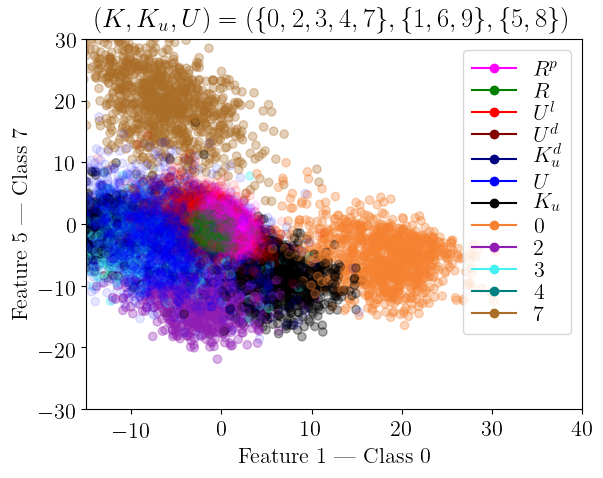 (K, K_u, U) = ({0, 2, 3, 4, 7}, {1, 6, 9}, {5, 8})
30
20
10
0
−10
−20
−30
Feature 5 — Class 7
R^p
R
U^l
U^d
K_u^d
U
K_u
0
2
3
4
7
−10
0
10
20
30
40
Feature 1 — Class 0